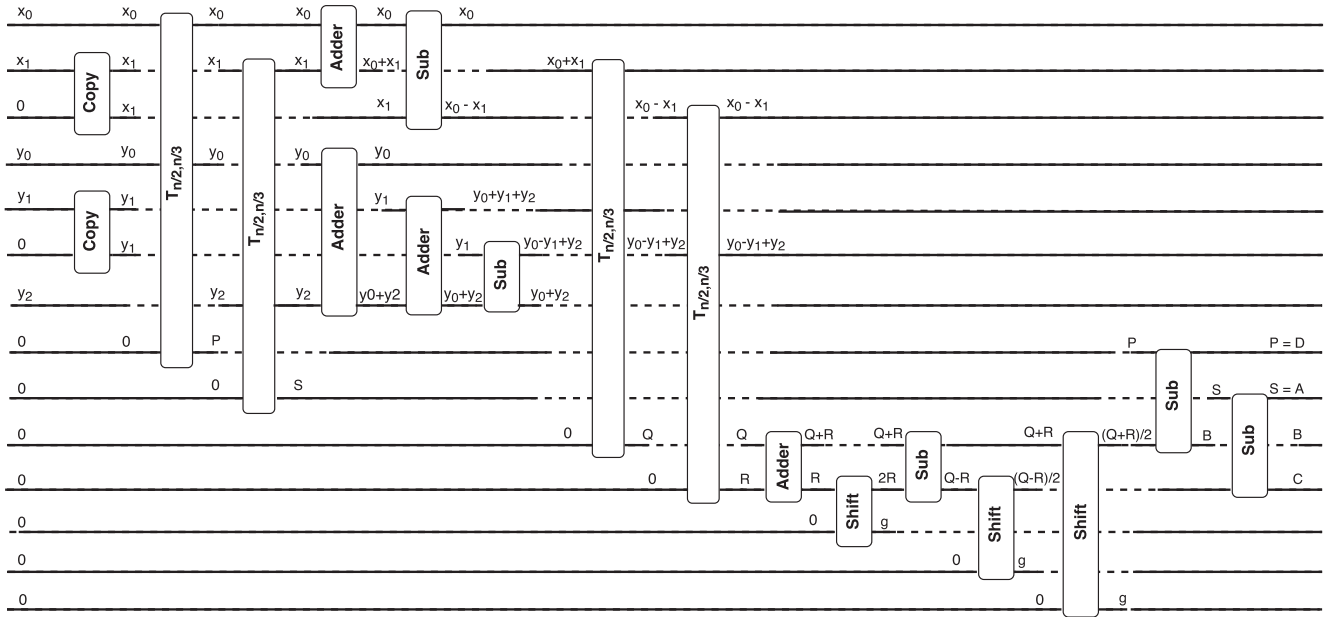 x0 x0 x0 x0 x0 x0
x1 Copy x1 x1 x1 Adder x0+x1 Sub x0+x1
0 x1 x1 x0 - x1 x0 - x1 x0 - x1
y0 y0 Tn/2,n/3 y0 y0 y0
y1 Copy y1 Tn/2,n/3 Adder y1 Adder y0+y1+y2 Tn/2,n/3
0 y1 y1 Sub y0-y1+y2 y0-y1+y2 Tn/2,n/3 y0-y1+y2
y2 y2 y2 y0+y2 y0+y2 y0+y2
0 0 P P Sub P = D
0 0 S S Sub S = A
0 0 Q Q Adder Q+R Q+R Sub Q+R Shift (Q+R)/2 B B
0 0 R R Shift 2R Q-R Shift (Q-R)/2 C
0 0 g
0 0 g
0 0 g